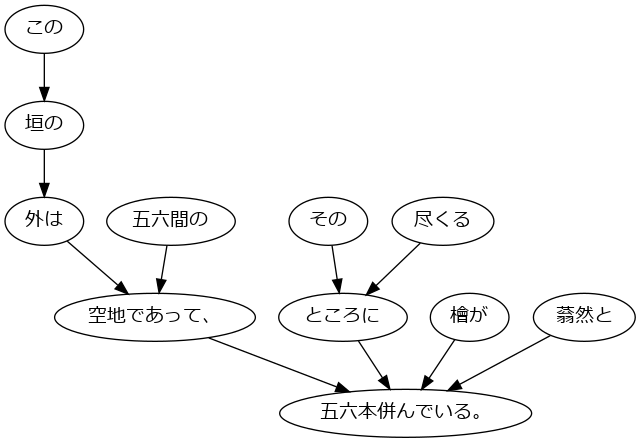 この
垣の
外は
五六間の
その
尽くる
空地であって、
ところに
檜が
蓊然と
五六本併んでいる。